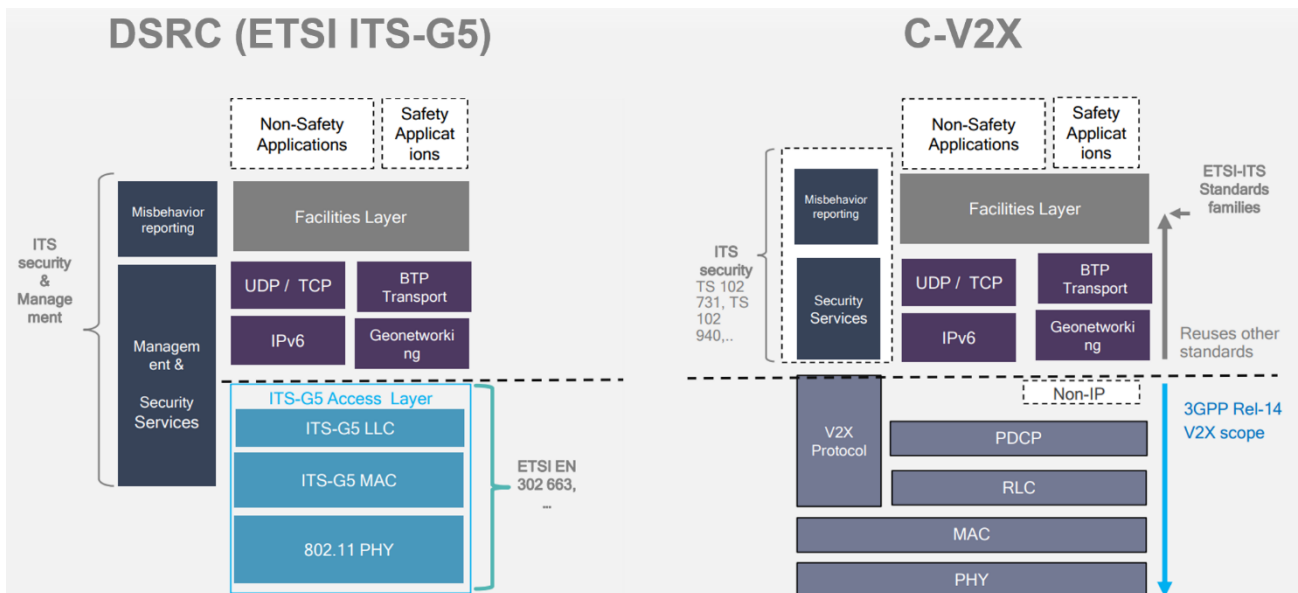 DSRC (ETSI ITS-G5)
Non-Safety
Applications
Safety
Applicat
ions
ITS
security
&
Manage
ment
Misbehavior
reporting
Facilities Layer
UDP / TCP
BTP
Transport
IPv6
Geonetworki
ng
Managem
ent &
Security
Services
ITS-G5 Access Layer
ITS-G5 LLC
ITS-G5 MAC
802.11 PHY
ETSI EN
302 663,
...
C-V2X
Non-Safety
Applications
Safety
Applicat
ions
ITS
security
TS 102
731, TS
102
940,..
Misbehavior
reporting
Security
Services
Facilities Layer
UDP / TCP
BTP
Transport
IPv6
Geonetworki
ng
ETSI-ITS
Standards
families
Reuses other
standards
Non-IP
V2X
Protocol
PDCP
RLC
MAC
PHY
3GPP Rel-14
V2X scope